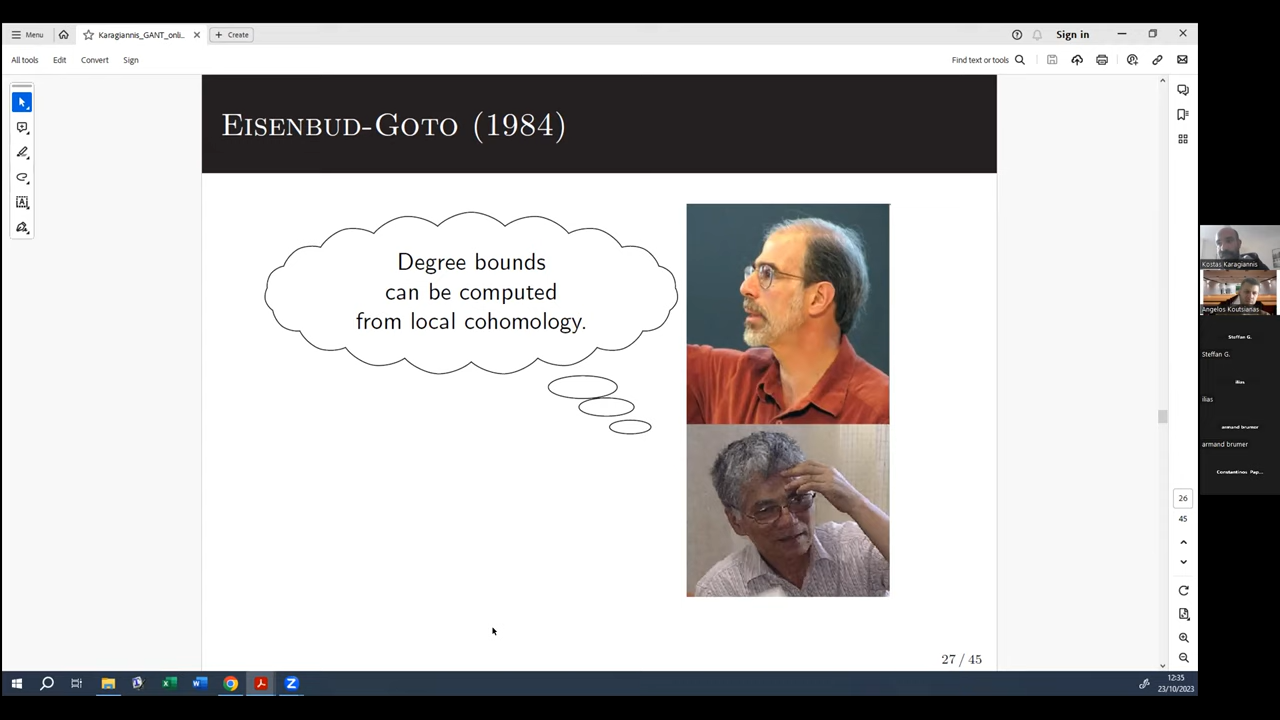 Menu
Karagiannis_GANT_onli...
Create
Sign in
All tools
Edit
Convert
Sign
Find text or tools
EISENBUD-GOTO (1984)
Degree bounds
can be computed
from local cohomology.
27 / 45
26
45
Kostas Karagiannis
Angelos Koutsianas
Steffan G.
Steffan G.
ilias
ilias
armand brumer
armand brumer
Constantinos Pap...
12:35
23/10/2023